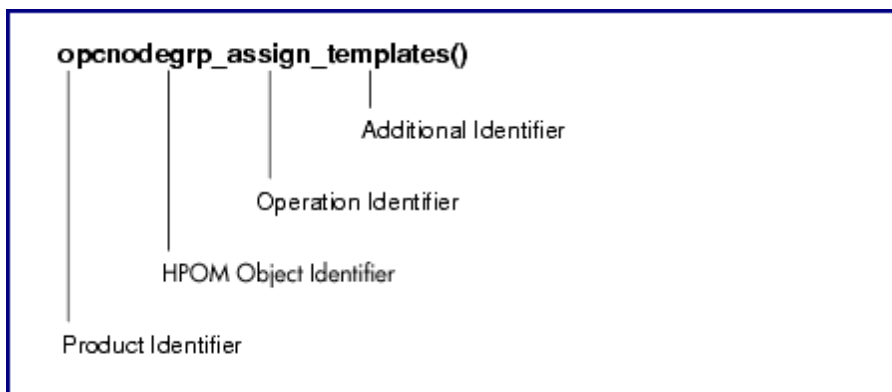 opcnodegrp_assign_templates()
Additional Identifier
Operation Identifier
HPOM Object Identifier
Product Identifier